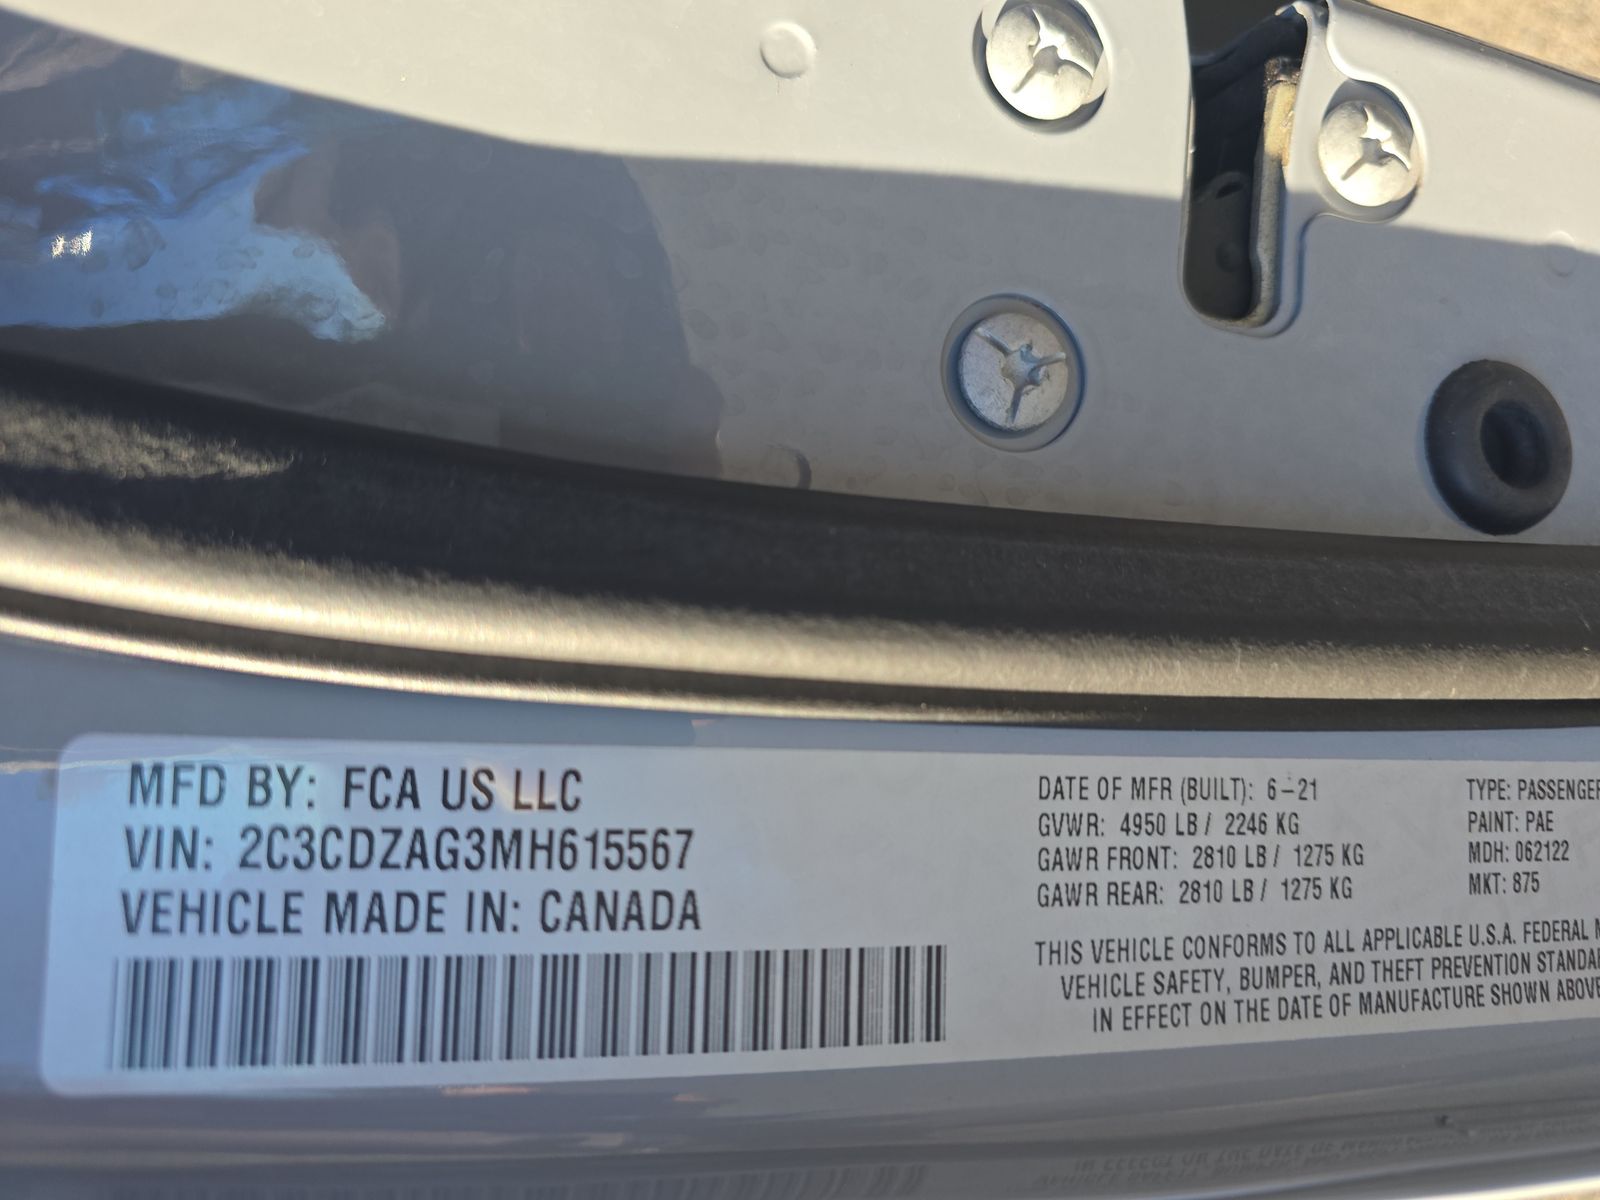 MFD BY: FCA US LLC
VIN: 2C3CDZAG3MH615567
VEHICLE MADE IN: CANADA
DATE OF MFR (BUILT): 6-21
GVWR: 4950 LB / 2246 KG
GAWR FRONT: 2810 LB / 1275 KG
GAWR REAR: 2810 LB / 1275 KG
TYPE: PASSENGER
PAINT: PAE
MDH: 062122
MKT: 875
THIS VEHICLE CONFORMS TO ALL APPLICABLE U.S.A. FEDERAL
VEHICLE SAFETY, BUMPER, AND THEFT PREVENTION
IN EFFECT ON THE DATE OF MANUFACTURE SHOWN ABOVE